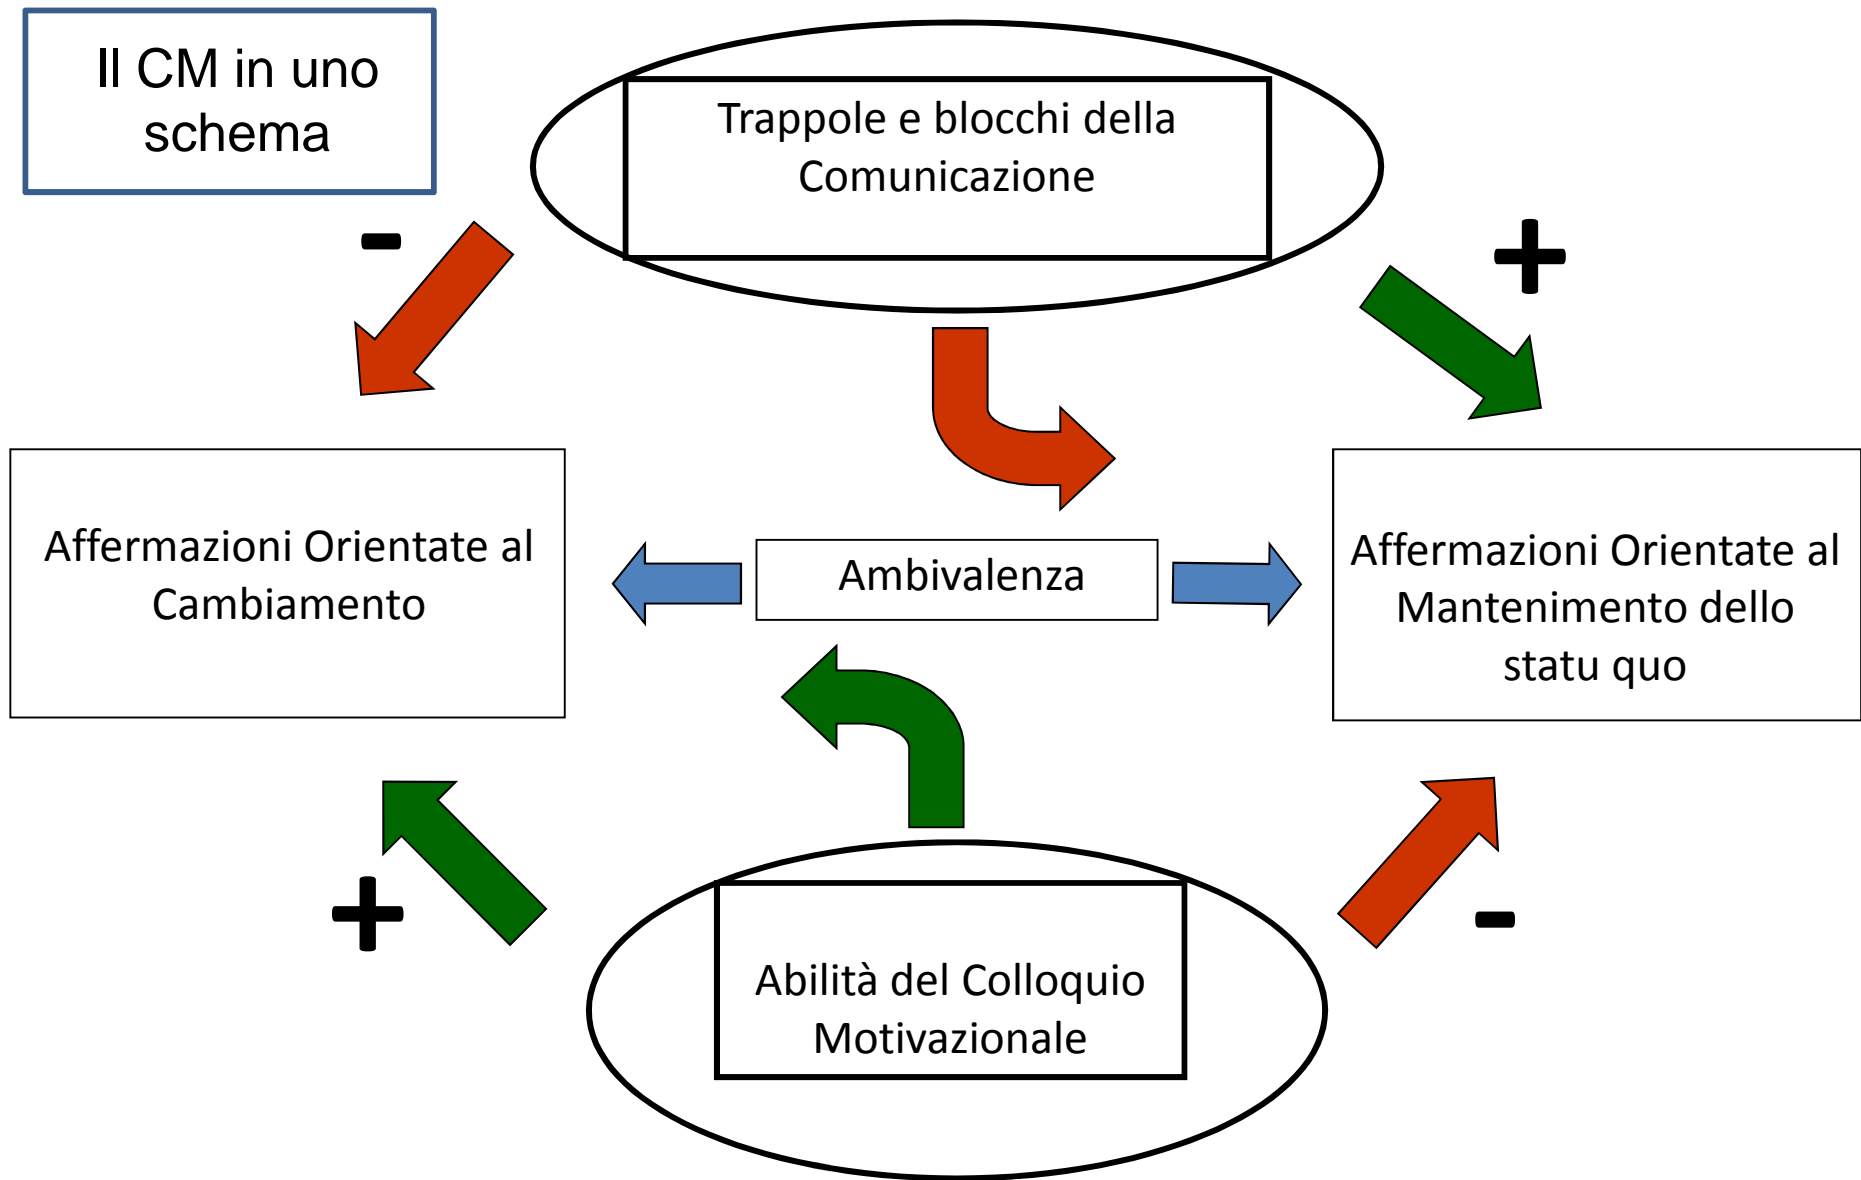 Il CM in uno
schema
Trappole e blocchi della
Comunicazione
-
+
Affermazioni Orientate al
Cambiamento
Ambivalenza
Affermazioni Orientate al
Mantenimento dello
statu quo
+
-
Abilità del Colloquio
Motivazionale